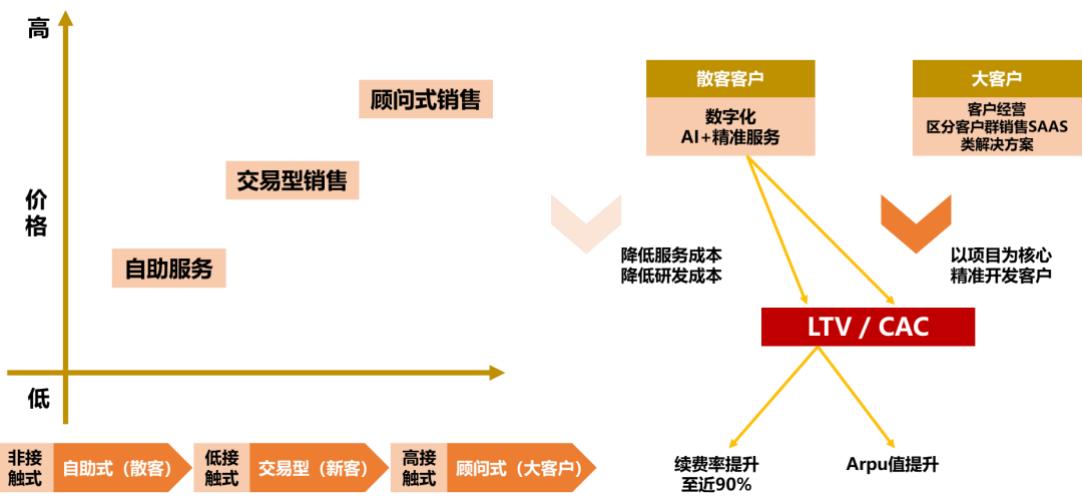 高
顾问式销售
交易型销售
价
格
自助服务
低
非接
触式
自助式（散客）
低接
触式
交易型（新客）
高接
触式
顾问式（大客户）
散客客户
数字化
AI+精准服务
大客户
客户经营
区分客户群销售SAAS
类解决方案
降低服务成本
降低研发成本
以项目为核心
精准开发客户
LTV / CAC
续费率提升
至近90%
Arpu值提升